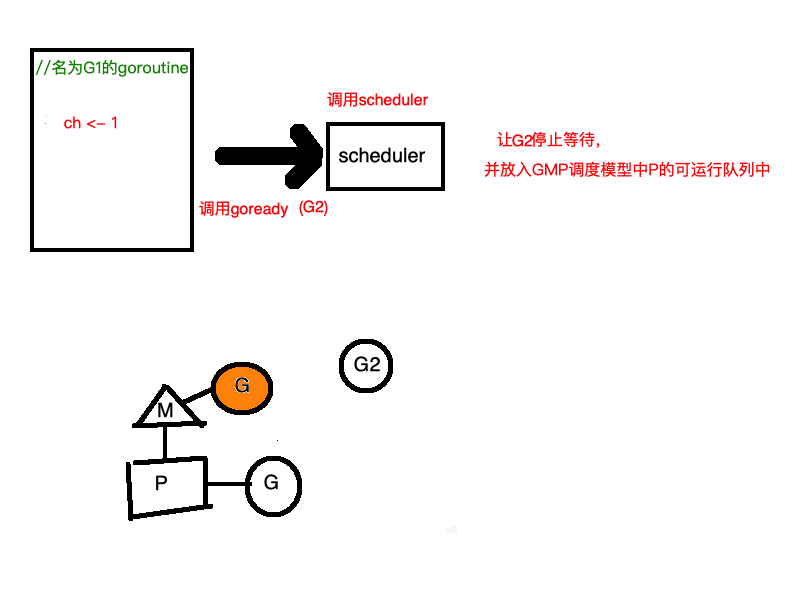 //名为G1的goroutine
ch <- 1
调用scheduler
scheduler
让G2停止等待，
并放入GMP调度模型中P的可运行队列中
调用goready (G2)
G2
G
M
P
G